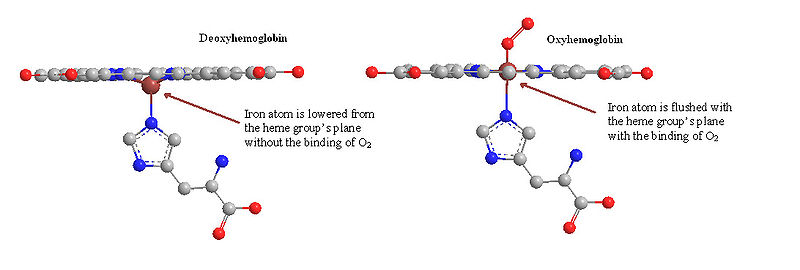 Deoxyhemoglobin
Oxyhemoglobin
Iron atom is lowered from
the heme group's plane
without the binding of O2
Iron atom is flushed with
the heme group's plane
with the binding of O2